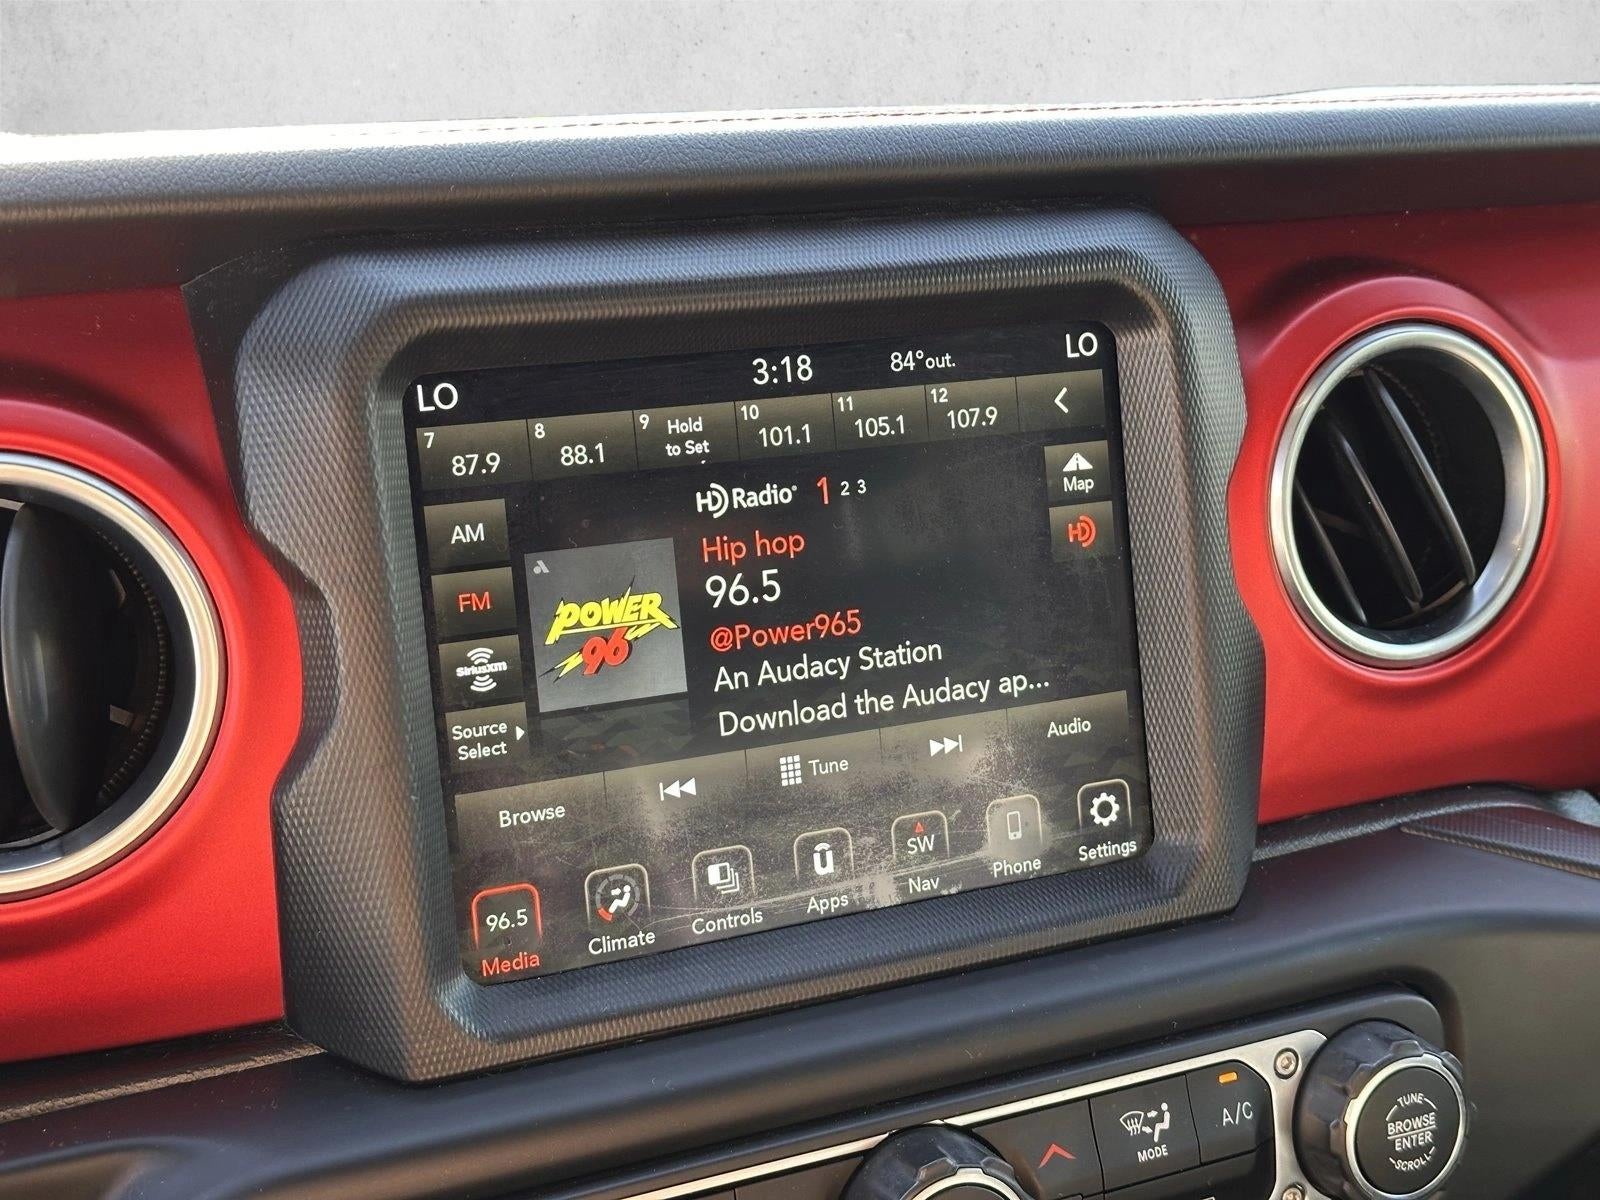 LO 3:18 84° out. LO
7 87.9 8 88.1 9 Hold to Set 10 101.1 11 105.1 12 107.9
HD Radio 1 2 3
Map
AM
HD
Hip hop
FM
96.5
POWER
96
@Power965
SiriusXM
An Audacy Station
Download the Audacy ap...
Source
Select
Browse Tune Audio
96.5 SW
Media Climate Controls Apps Nav Phone Settings
MODE A/C
TUNE
BROWSE
ENTER
SCROLL